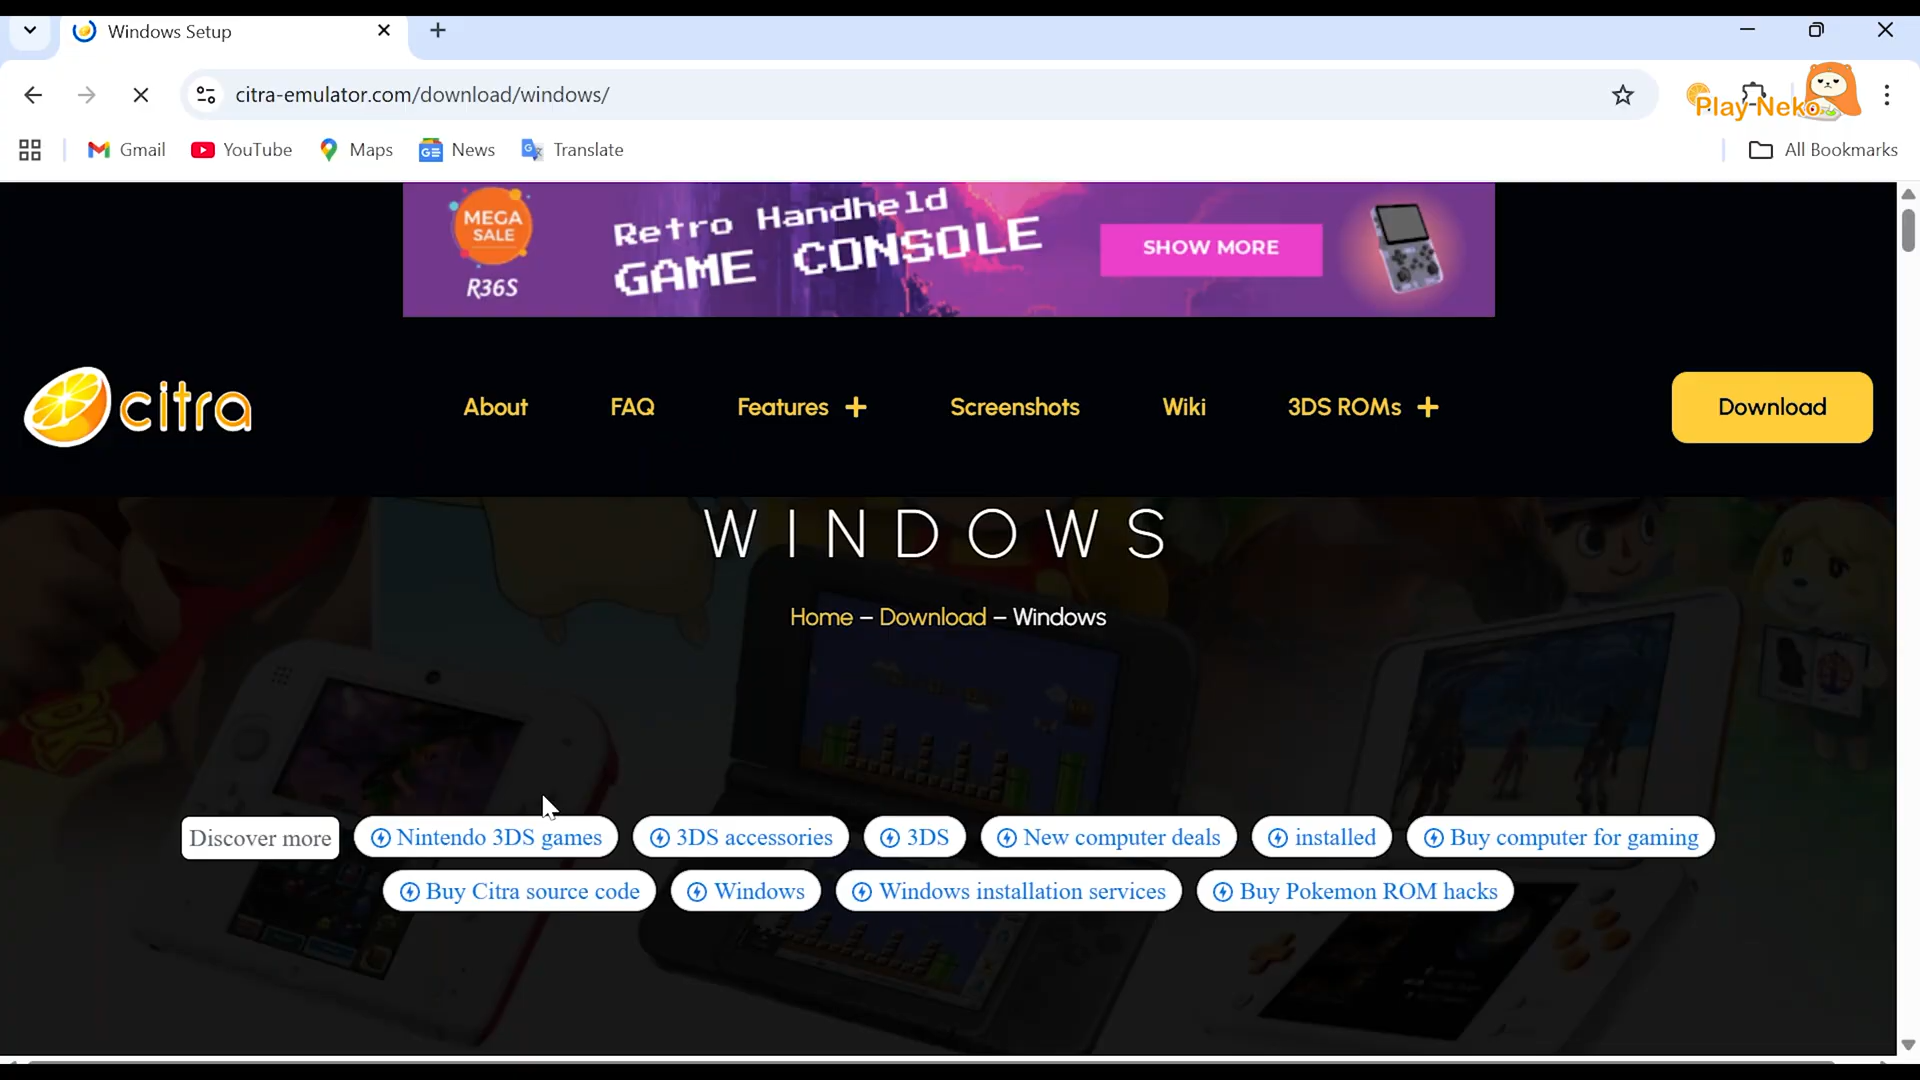 Windows Setup
citra-emulator.com/download/windows/
Play Neko
Gmail YouTube Maps News Translate All Bookmarks
MEGA SALE R36S
Retro Handheld
GAME CONSOLE
SHOW MORE
citra About FAQ Features + Screenshots Wiki 3DS ROMs + Download
WINDOWS
Home – Download – Windows
Discover more Nintendo 3DS games 3DS accessories 3DS New computer deals installed Buy computer for gaming
Buy Citra source code Windows Windows installation services Buy Pokemon ROM hacks